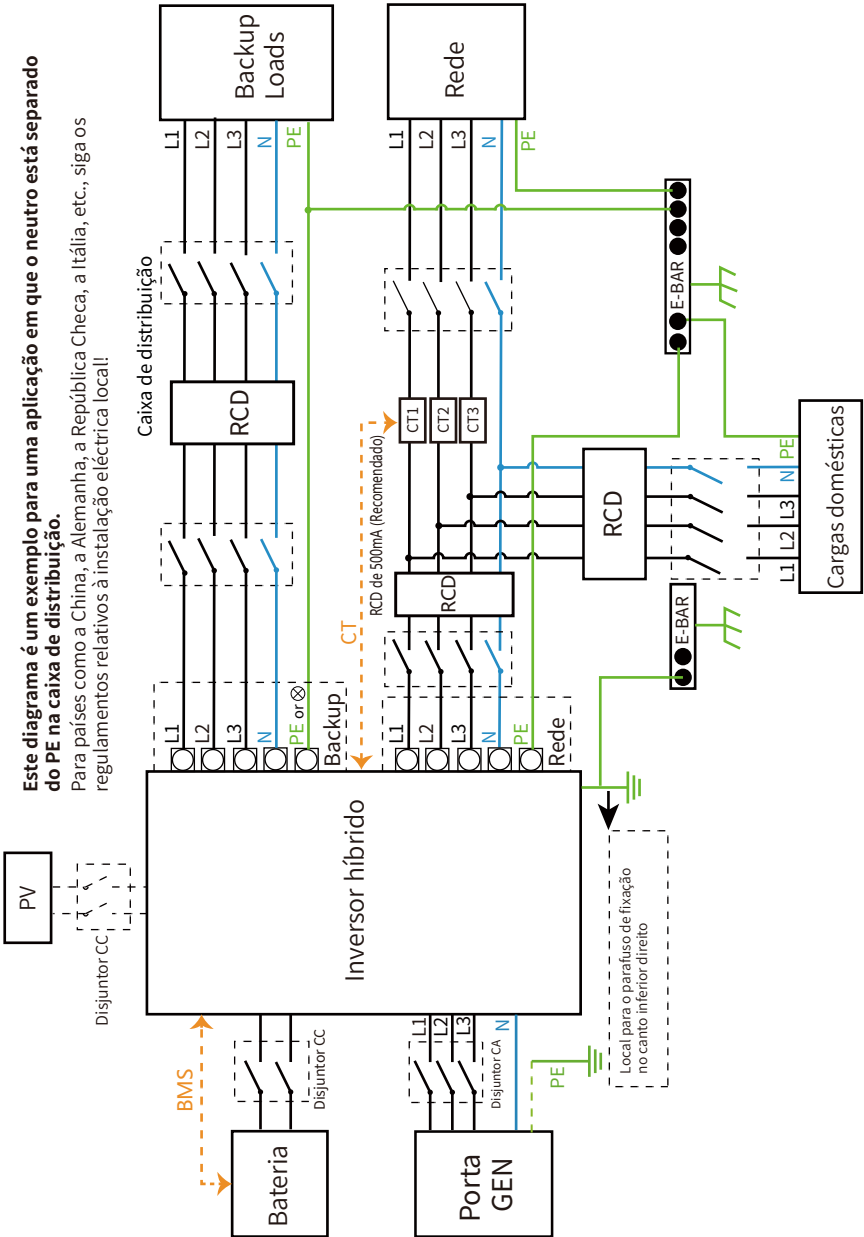 Este diagrama é um exemplo para uma aplicação em que o neutro está separado
do PE na caixa de distribuição.
Para países como a China, a Alemanha, a República Checa, a Itália, etc., siga os
regulamentos relativos à instalação eléctrica local!
PV
Disjuntor CC
BMS
Bateria
Disjuntor CC
Inversor híbrido
Porta
GEN
L1
L2
L3
N
Disjuntor CA
PE
Local para o parafuso de fixação
no canto inferior direito
L1
L2
L3
N
PE or
Backup
Caixa de distribuição
RCD
L1
L2
L3
N
PE
Backup
Loads
CT
RCD de 500mA (Recomendado)
L1
L2
L3
N
PE
Rede
RCD
CT1
CT2
CT3
L1
L2
L3
N
PE
Rede
E-BAR
E-BAR
RCD
L1
L2
L3
N
PE
Cargas domésticas